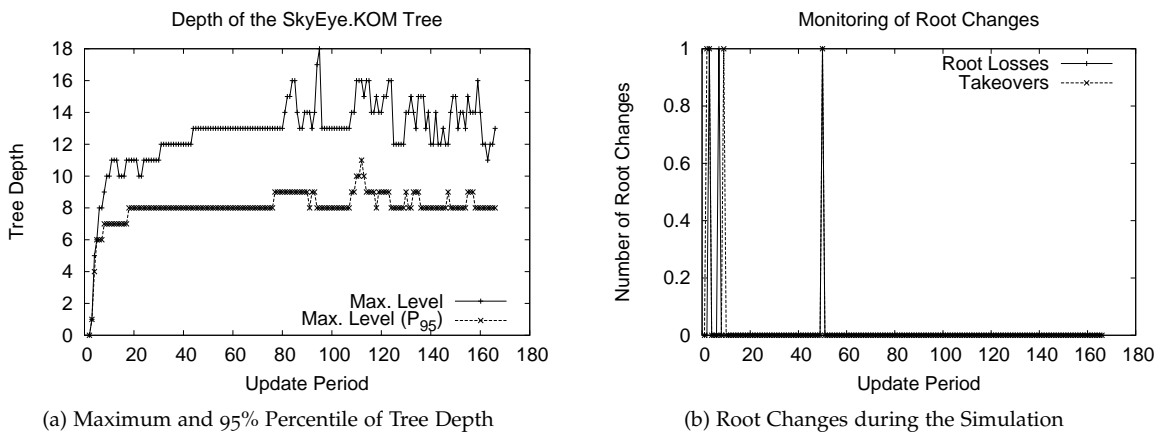 Depth of the SkyEye.KOM Tree
18
16
14
12
10
8
6
4
2
0
Tree Depth
Max. Level
Max. Level (P95)
0 20 40 60 80 100 120 140 160 180
Update Period
(a) Maximum and 95% Percentile of Tree Depth
Monitoring of Root Changes
1
0.8
0.6
0.4
0.2
0
Number of Root Changes
Root Losses
Takeovers
0 20 40 60 80 100 120 140 160 180
Update Period
(b) Root Changes during the Simulation